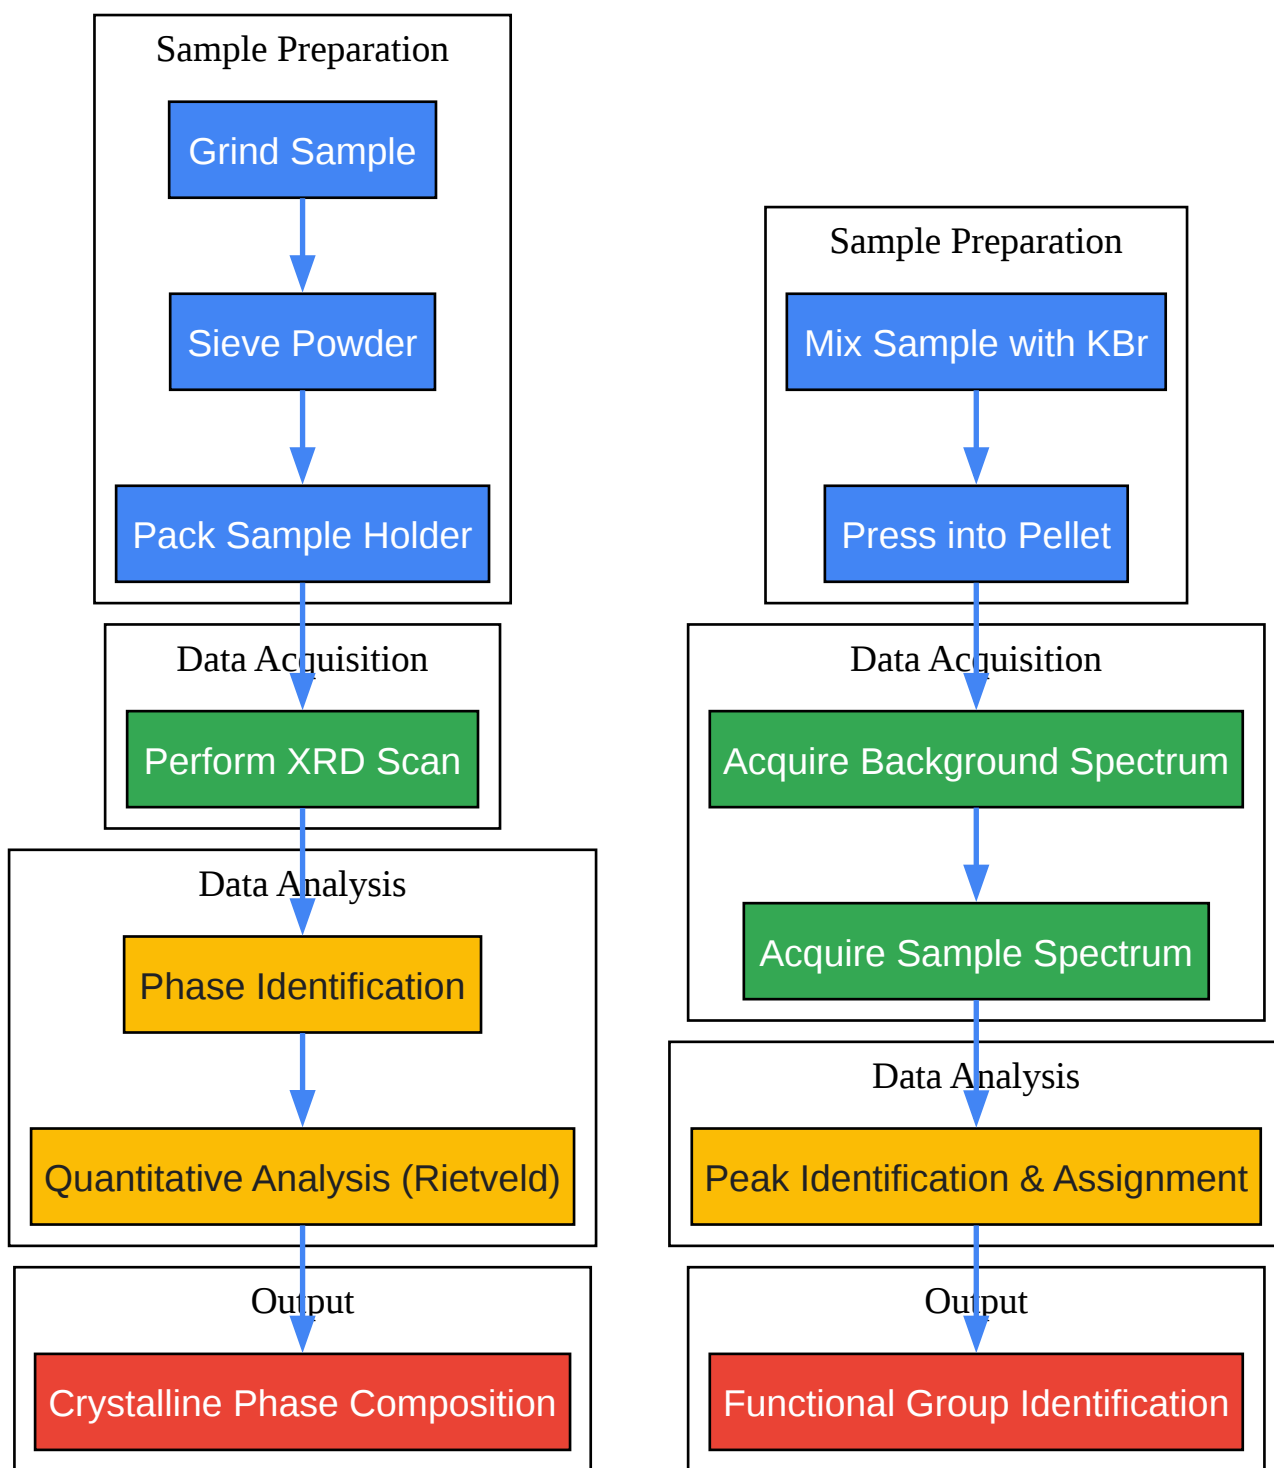 Sample Preparation
Grind Sample
Sieve Powder
Pack Sample Holder
Data Acquisition
Perform XRD Scan
Data Analysis
Phase Identification
Quantitative Analysis (Rietveld)
Output
Crystalline Phase Composition
Sample Preparation
Mix Sample with KBr
Press into Pellet
Data Acquisition
Acquire Background Spectrum
Acquire Sample Spectrum
Data Analysis
Peak Identification & Assignment
Output
Functional Group Identification